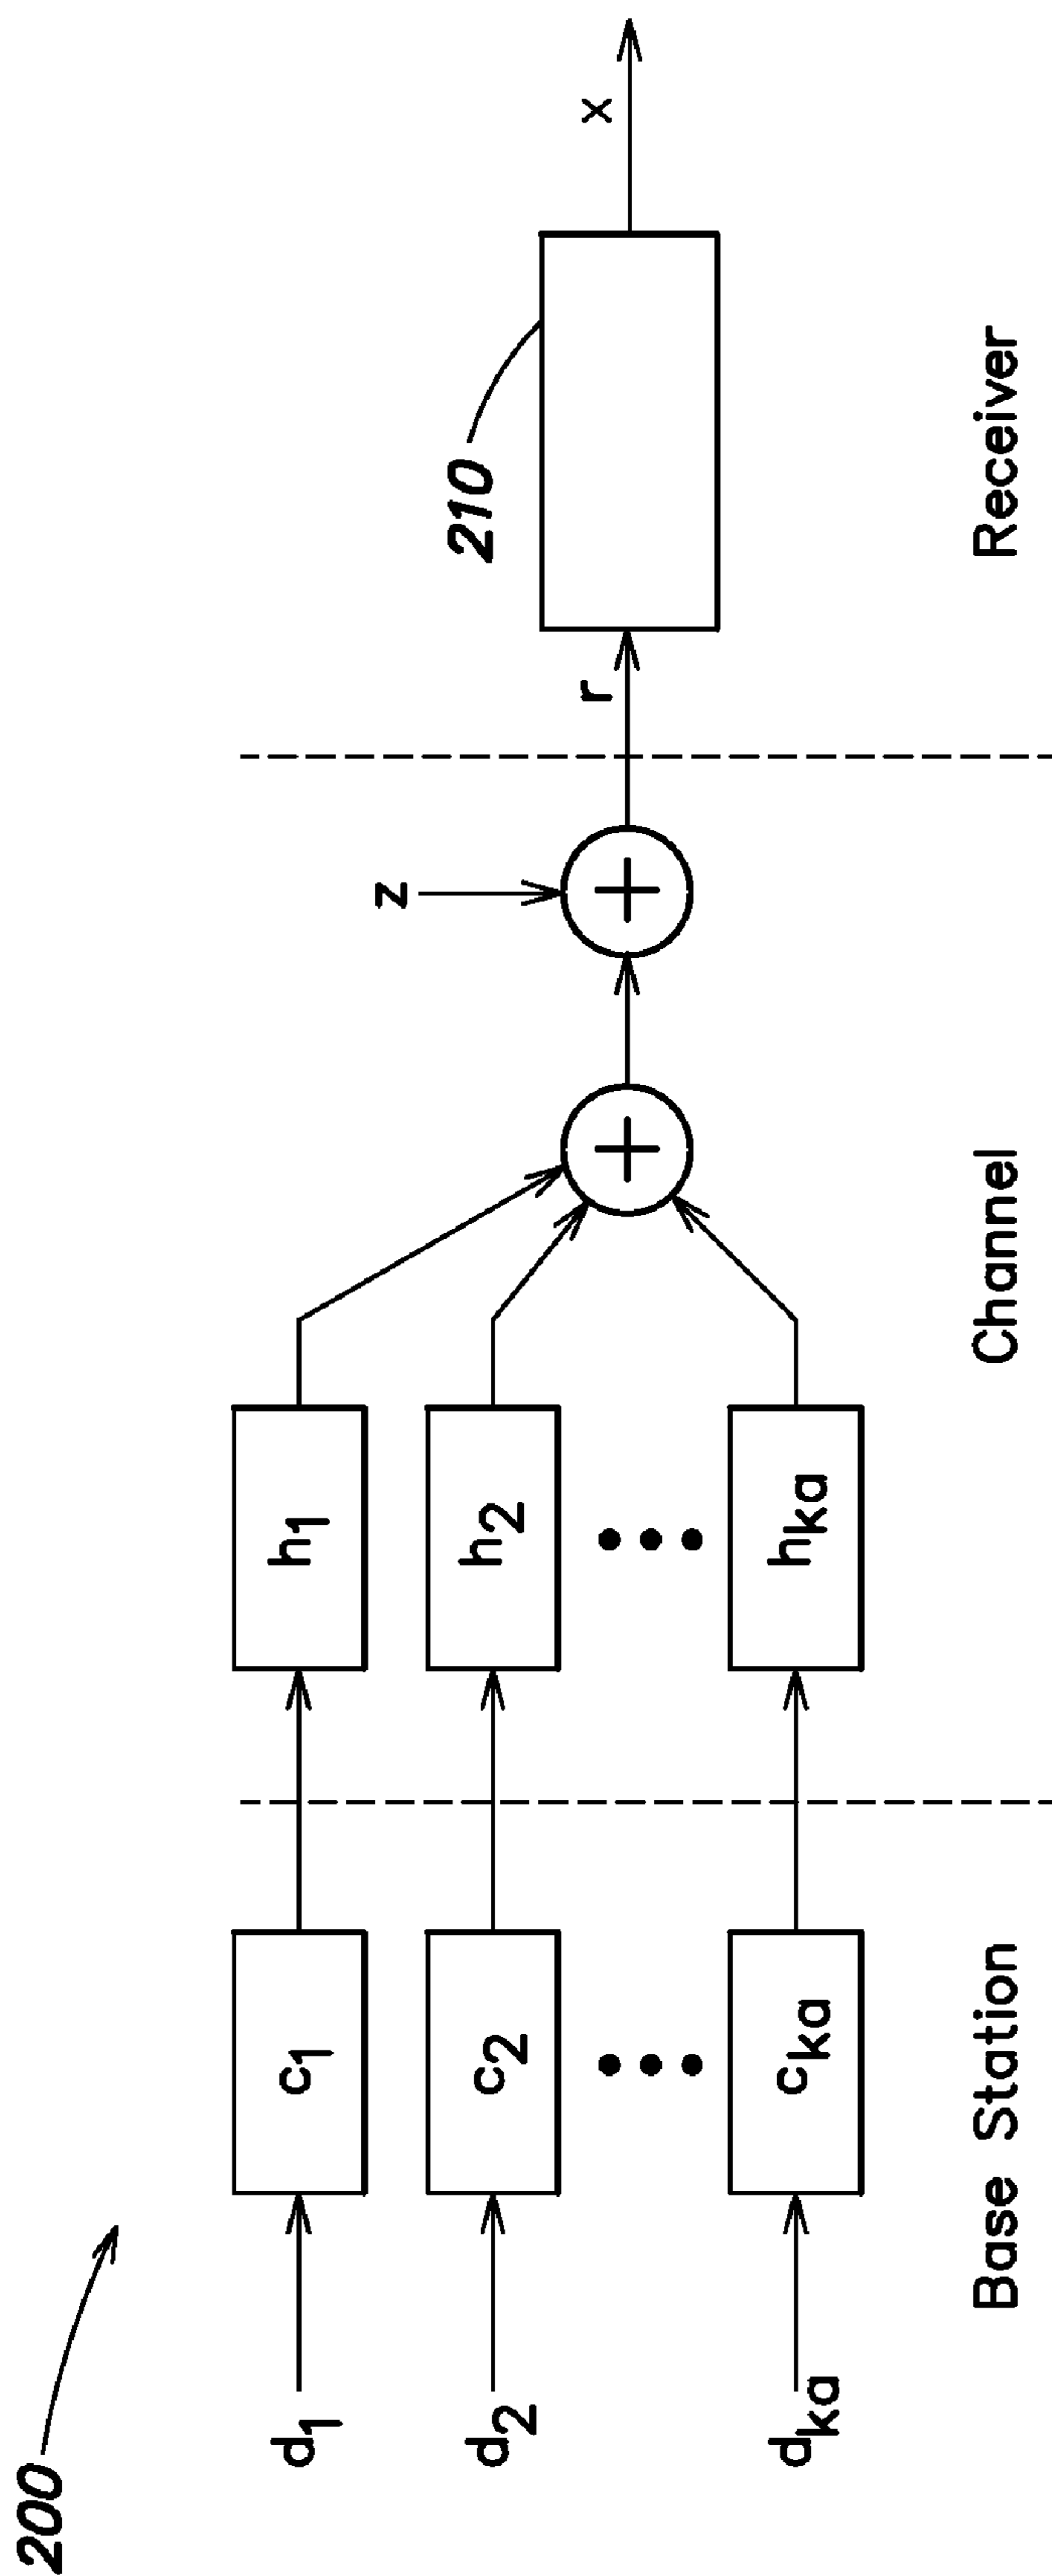 200
d1
c1
h1
d2
c2
h2
dka
cka
hka
z
r
210
x
Base Station
Channel
Receiver